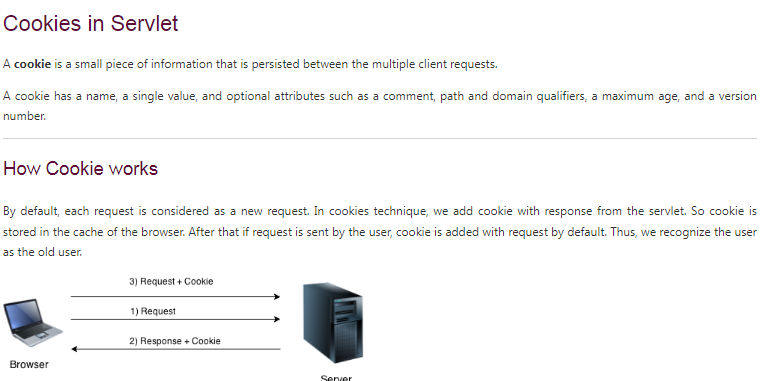 Cookies in Servlet
A cookie is a small piece of information that is persisted between the multiple client requests.
A cookie has a name, a single value, and optional attributes such as a comment, path and domain qualifiers, a maximum age, and a version
number.
How Cookie works
By default, each request is considered as a new request. In cookies technique, we add cookie with response from the servlet. So cookie is
stored in the cache of the browser. After that if request is sent by the user, cookie is added with request by default. Thus, we recognize the user
as the old user.
3) Request + Cookie
1) Request
2) Response + Cookie
Browser
Server